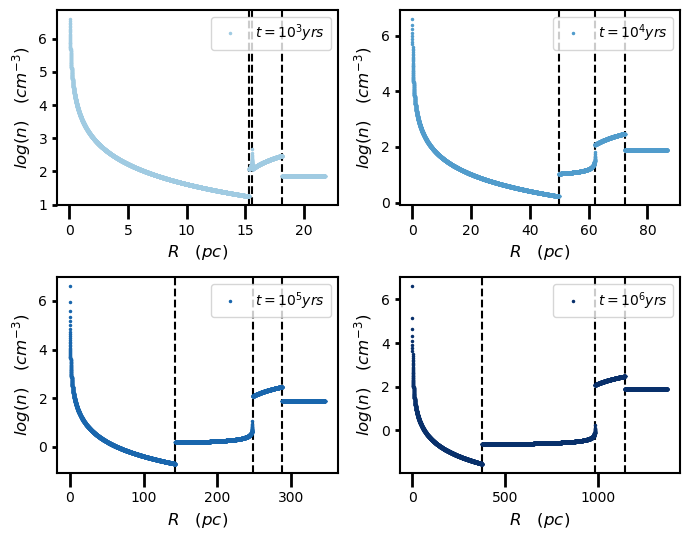 t = 10³yrs
log(n) (cm⁻³)
6
5
4
3
2
1
0 5 10 15 20
R (pc)
t = 10⁴yrs
log(n) (cm⁻³)
6
4
2
0
0 20 40 60 80
R (pc)
t = 10⁵yrs
log(n) (cm⁻³)
6
4
2
0
0 100 200 300
R (pc)
t = 10⁶yrs
log(n) (cm⁻³)
6
4
2
0
0 500 1000
R (pc)